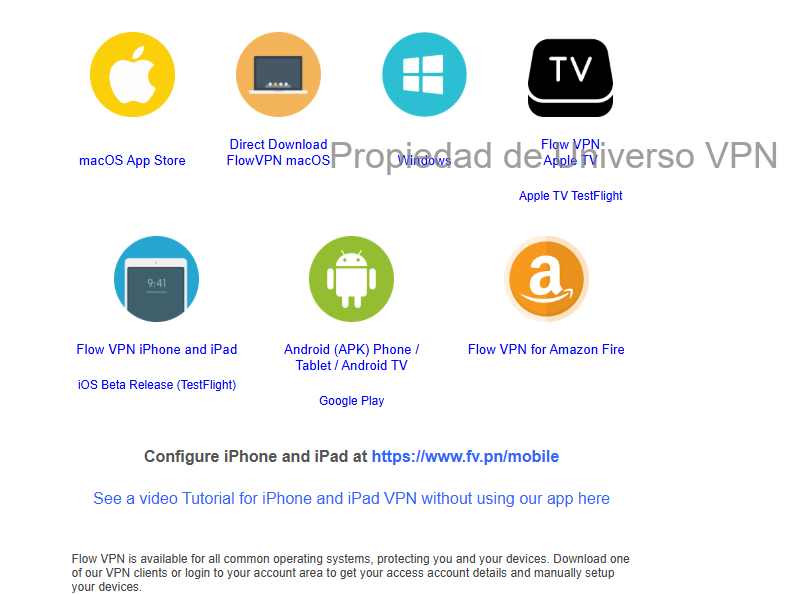 TV
macOS App Store
Direct Download
FlowVPN macOS
Windows
Flow VPN
Apple TV
Propiedad de Universo VPN
Apple TV TestFlight
9:41
a
Flow VPN iPhone and iPad
iOS Beta Release (TestFlight)
Android (APK) Phone /
Tablet / Android TV
Google Play
Flow VPN for Amazon Fire
Configure iPhone and iPad at https://www.fv.pn/mobile
See a video Tutorial for iPhone and iPad VPN without using our app here
Flow VPN is available for all common operating systems, protecting you and your devices. Download one
of our VPN clients or login to your account area to get your access account details and manually setup
your devices.